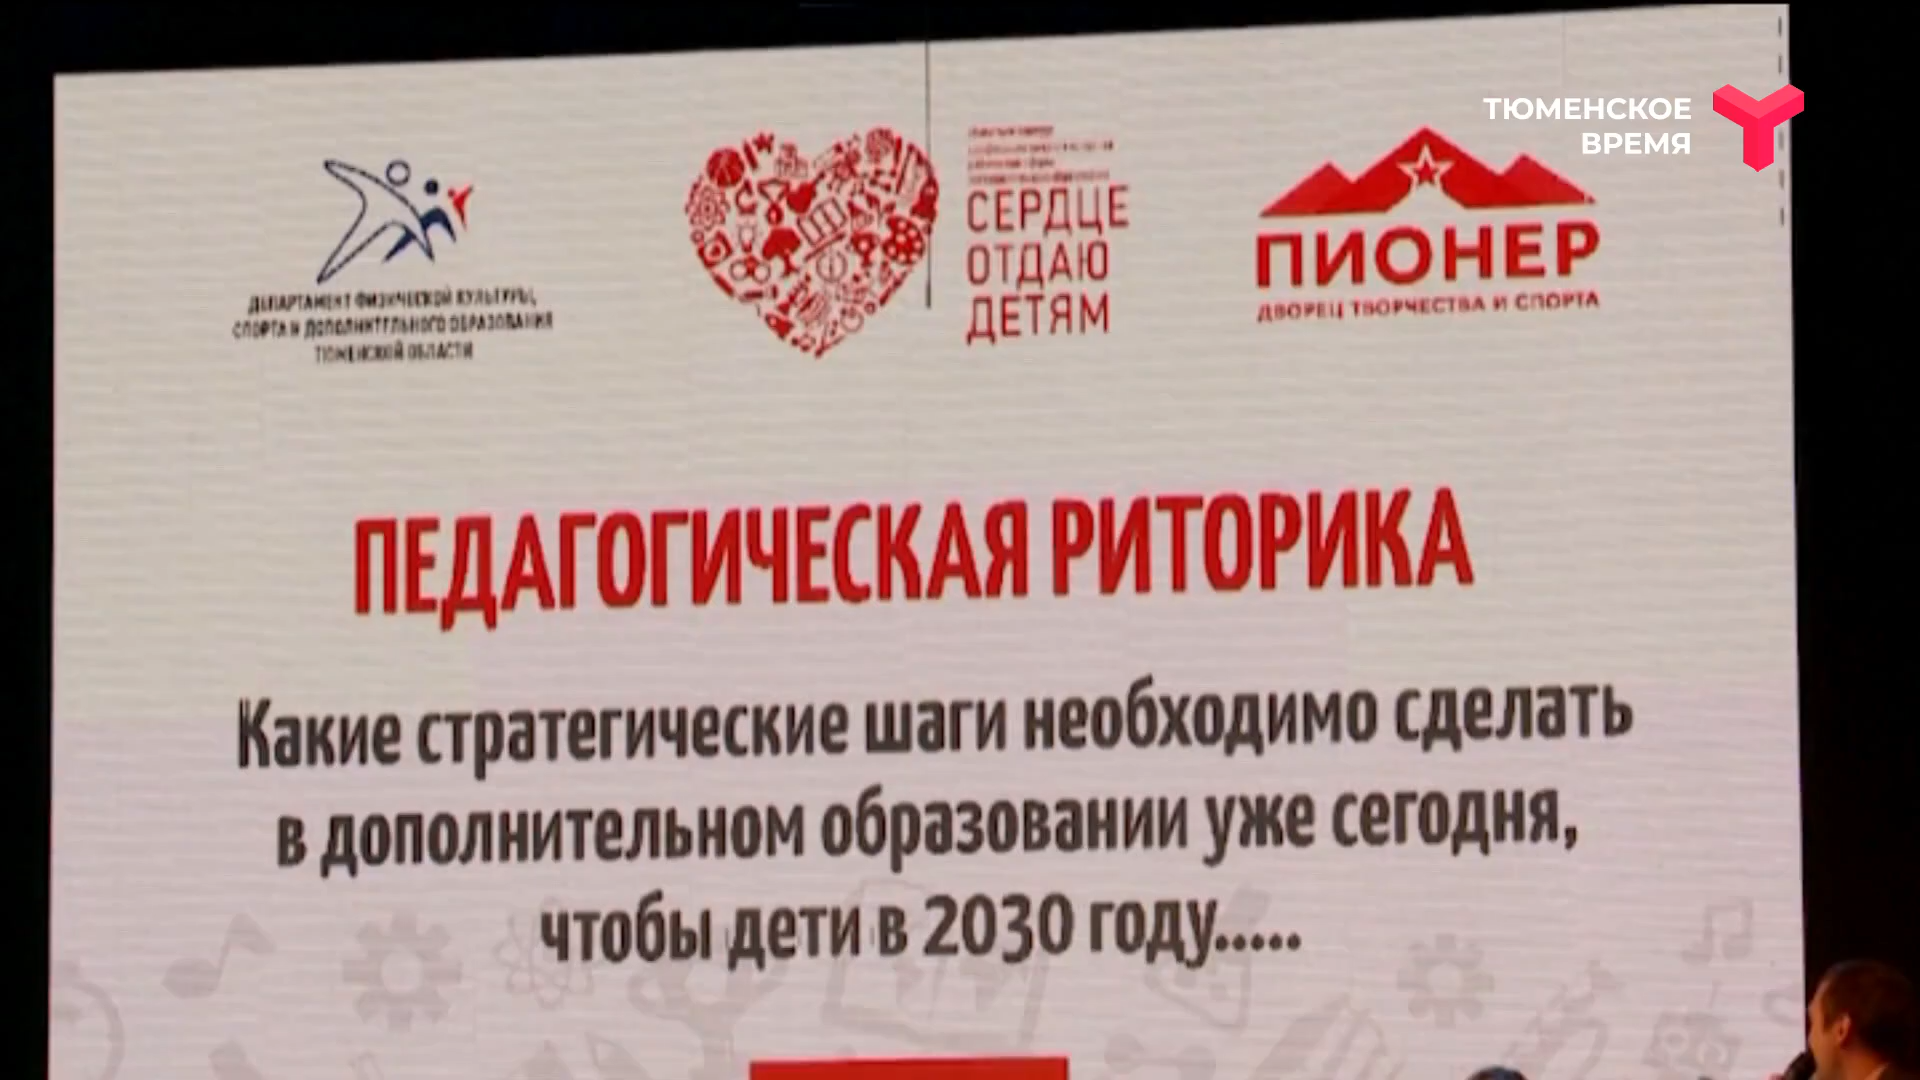 ТЮМЕНСКОЕ
ВРЕМЯ
ДЕПАРТАМЕНТ ФИЗИЧЕСКОЙ КУЛЬТУРЫ,
СПОРТА И ДОПОЛНИТЕЛЬНОГО ОБРАЗОВАНИЯ
ТЮМЕНСКОЙ ОБЛАСТИ
СЕРДЦЕ
ОТДАЮ
ДЕТЯМ
ПИОНЕР
ДВОРЕЦ ТВОРЧЕСТВА И СПОРТА
ПЕДАГОГИЧЕСКАЯ РИТОРИКА
Какие стратегические шаги необходимо сделать
в дополнительном образовании уже сегодня,
чтобы дети в 2030 году.....